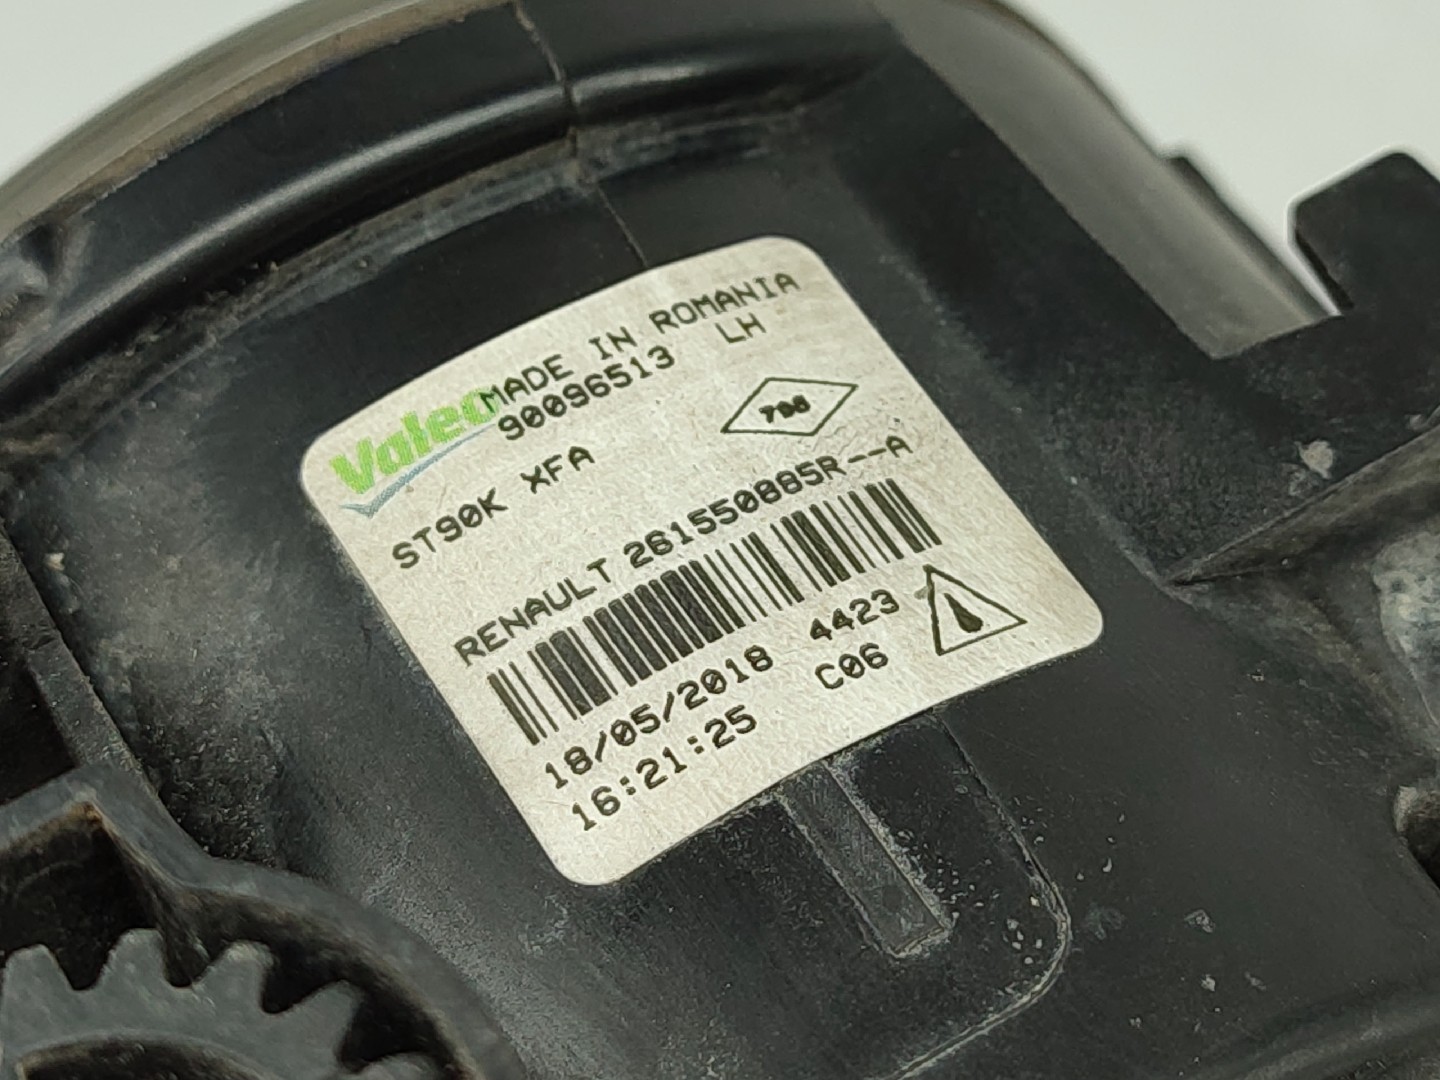 Valeo MADE IN ROMANIA
90096513 LH
ST90K XFA
RENAULT 261550885R--A
18/05/2018 4423
16:21:25 C06